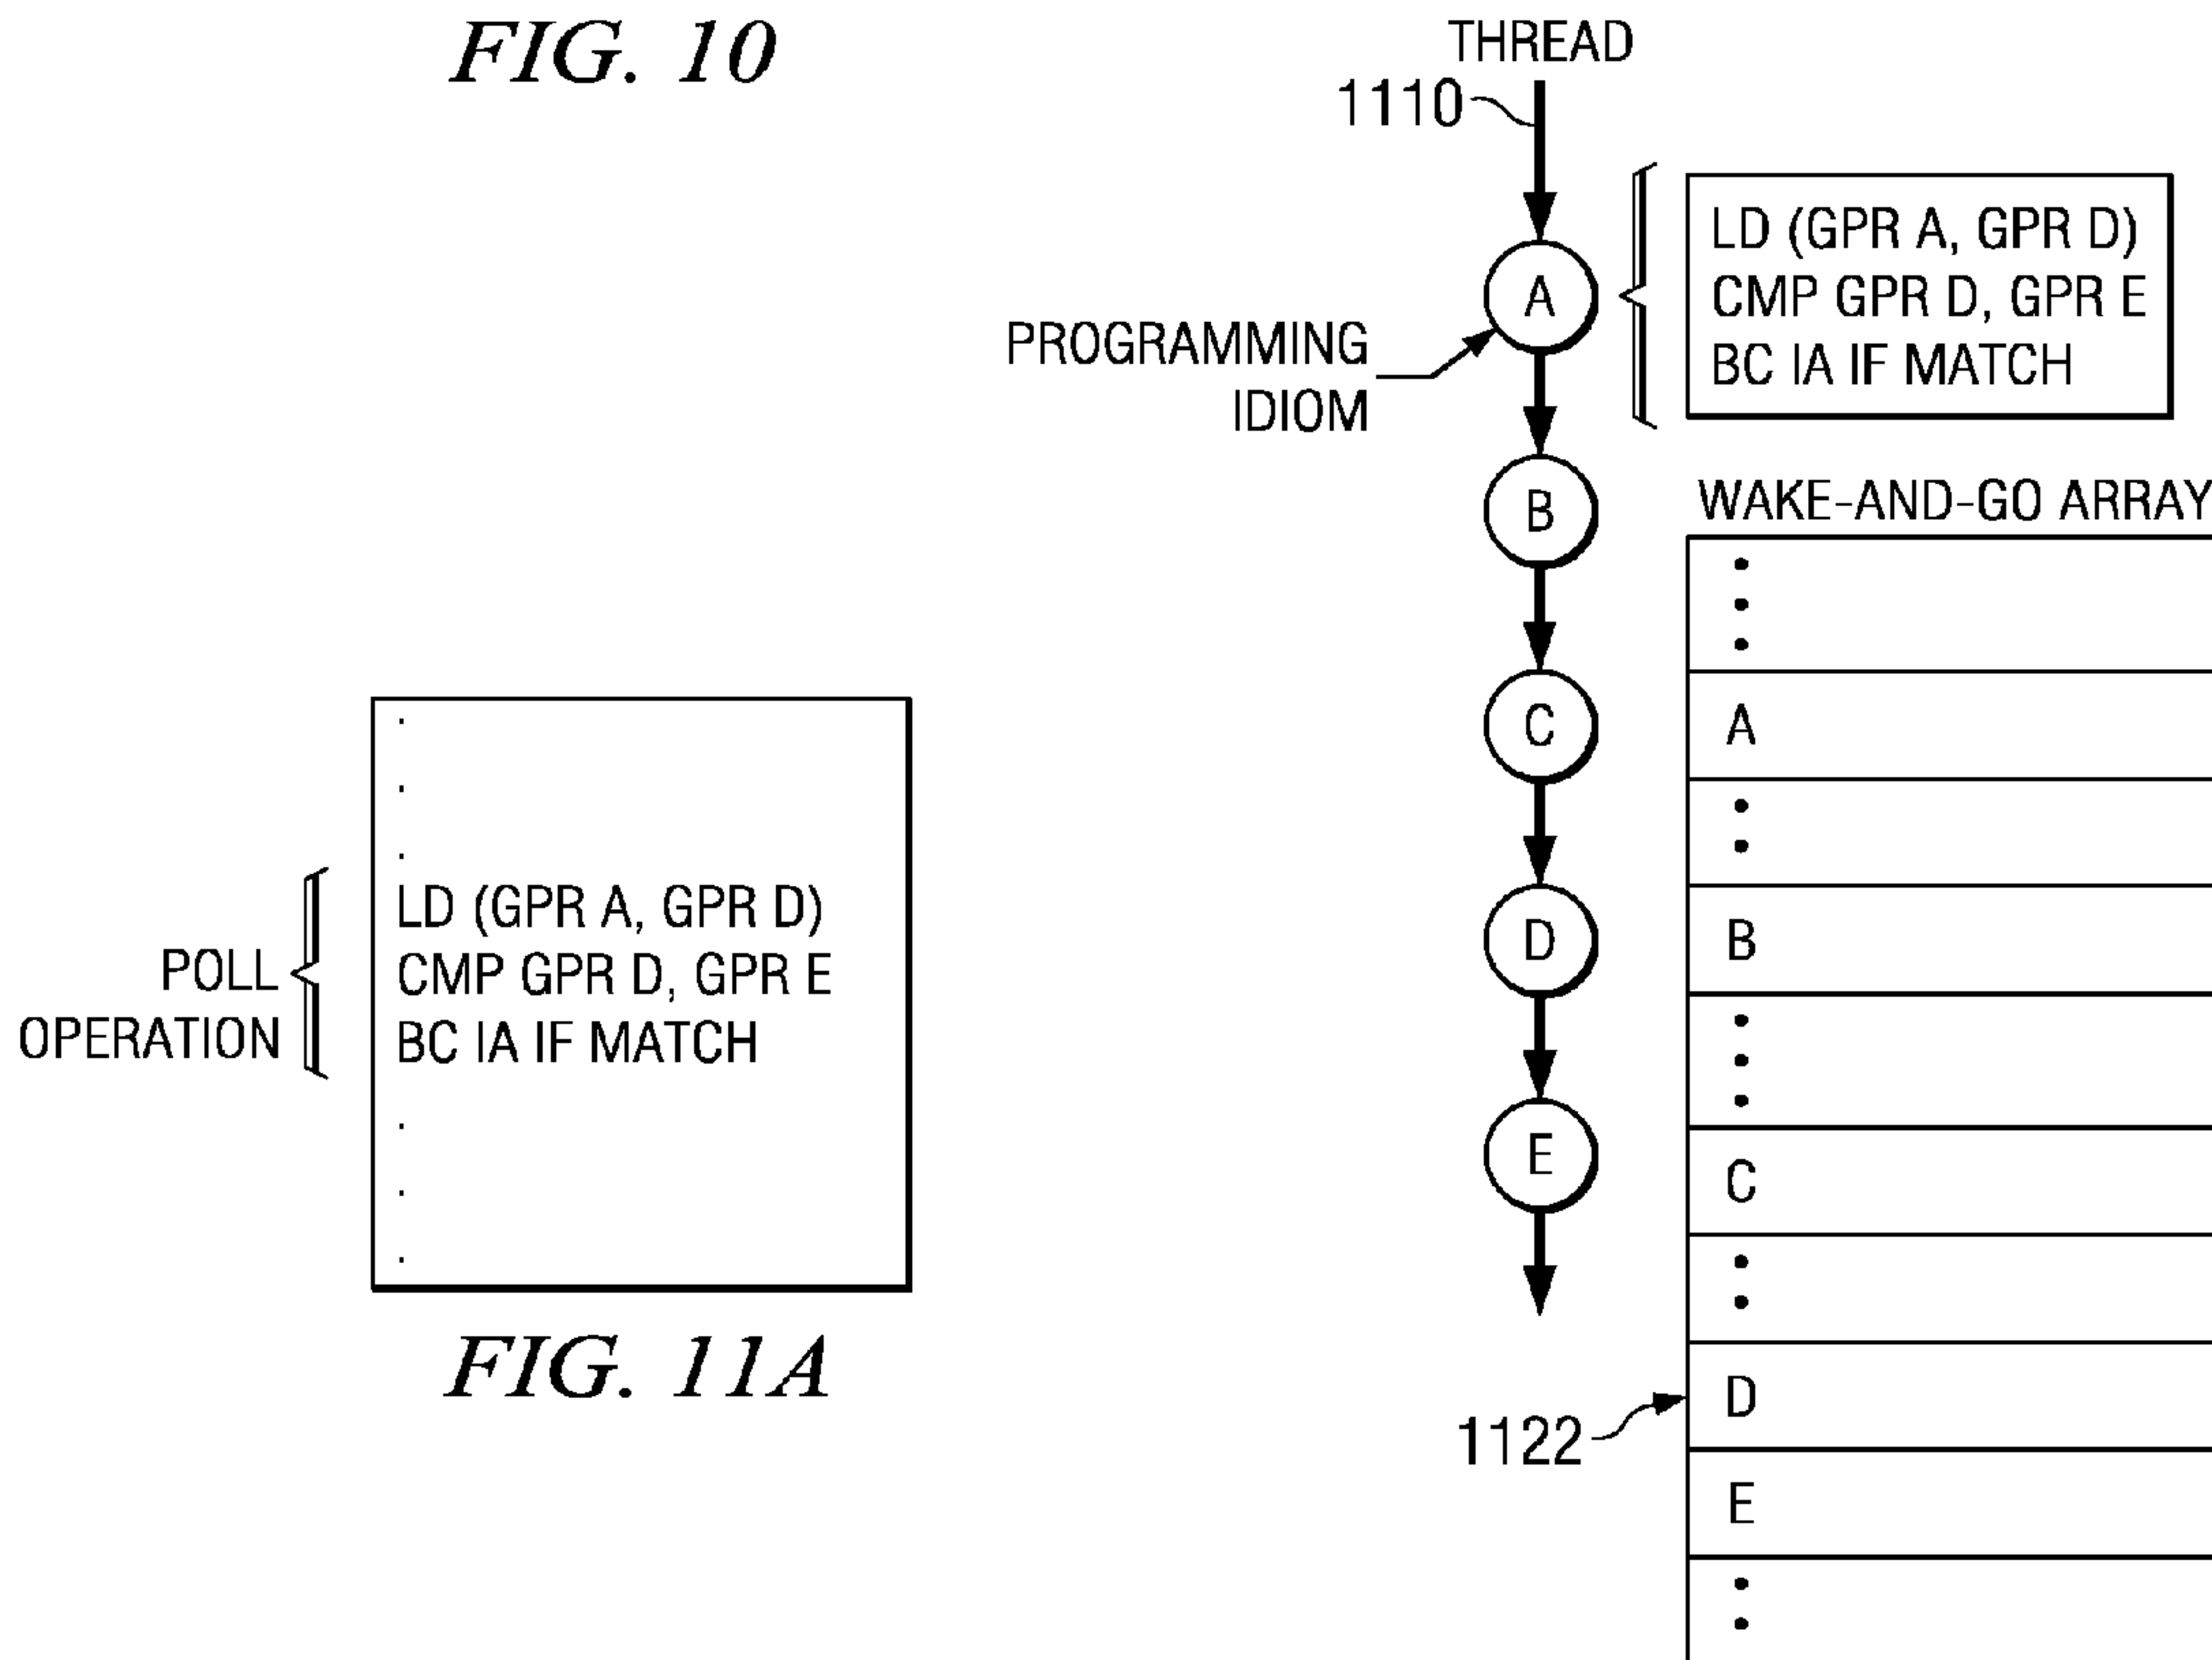 FIG. 10
POLL
OPERATION
LD (GPR A, GPR D)
CMP GPR D, GPR E
BC IA IF MATCH
FIG. 11A
THREAD
1110
A
PROGRAMMING
IDIOM
LD (GPR A, GPR D)
CMP GPR D, GPR E
BC IA IF MATCH
B
C
D
E
WAKE-AND-GO ARRAY
A
B
C
D
1122
E